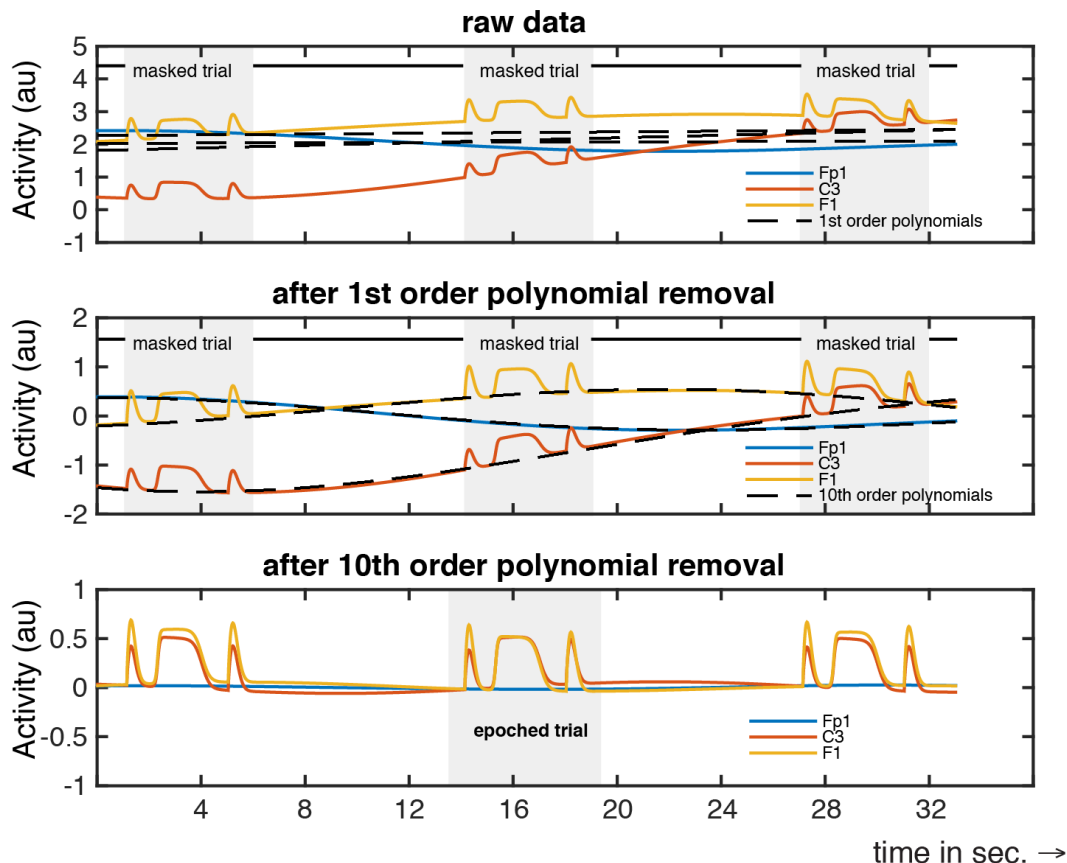 raw data
Activity (au)
5
4
3
2
1
0
-1
masked trial
masked trial
masked trial
Fp1
C3
F1
1st order polynomials
after 1st order polynomial removal
Activity (au)
2
1
0
-1
-2
masked trial
masked trial
masked trial
Fp1
C3
F1
10th order polynomials
after 10th order polynomial removal
Activity (au)
1
0.5
0
-0.5
-1
epoched trial
Fp1
C3
F1
4 8 12 16 20 24 28 32
time in sec. →